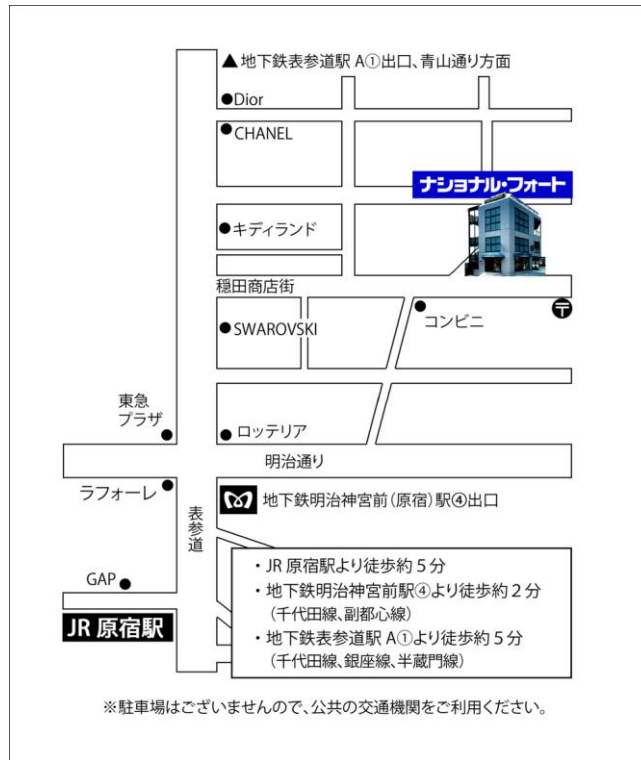 ▲ 地下鉄表参道駅 A①出口、青山通り方面
●Dior
●CHANEL
ナショナル・フォート
●キディランド
穏田商店街
●SWAROVSKI
コンビニ
〒
東急
プラザ
●ロッテリア
明治通り
ラフォーレ
地下鉄明治神宮前(原宿)駅④出口
表参道
GAP
JR 原宿駅
・JR 原宿駅より徒歩約5分
・地下鉄明治神宮前駅④より徒歩約2分
(千代田線、副都心線)
・地下鉄表参道駅 A①より徒歩約5分
(千代田線、銀座線、半蔵門線)
※駐車場はございませんので、公共の交通機関をご利用ください。